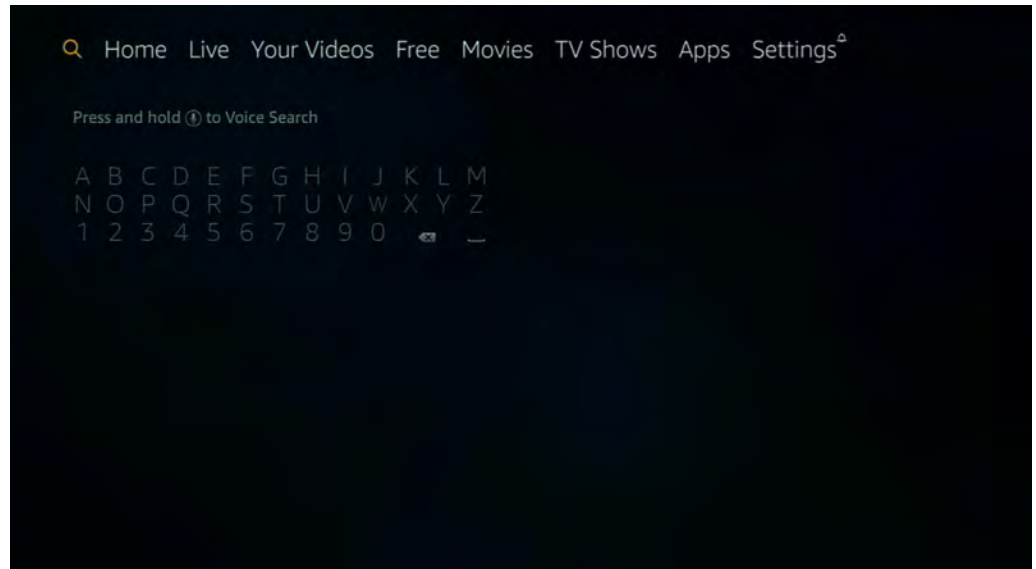 Home Live Your Videos Free Movies TV Shows Apps Settings
Press and hold to Voice Search
A B C D E F G H I J K L M
N O P Q R S T U V W X Y Z
1 2 3 4 5 6 7 8 9 0